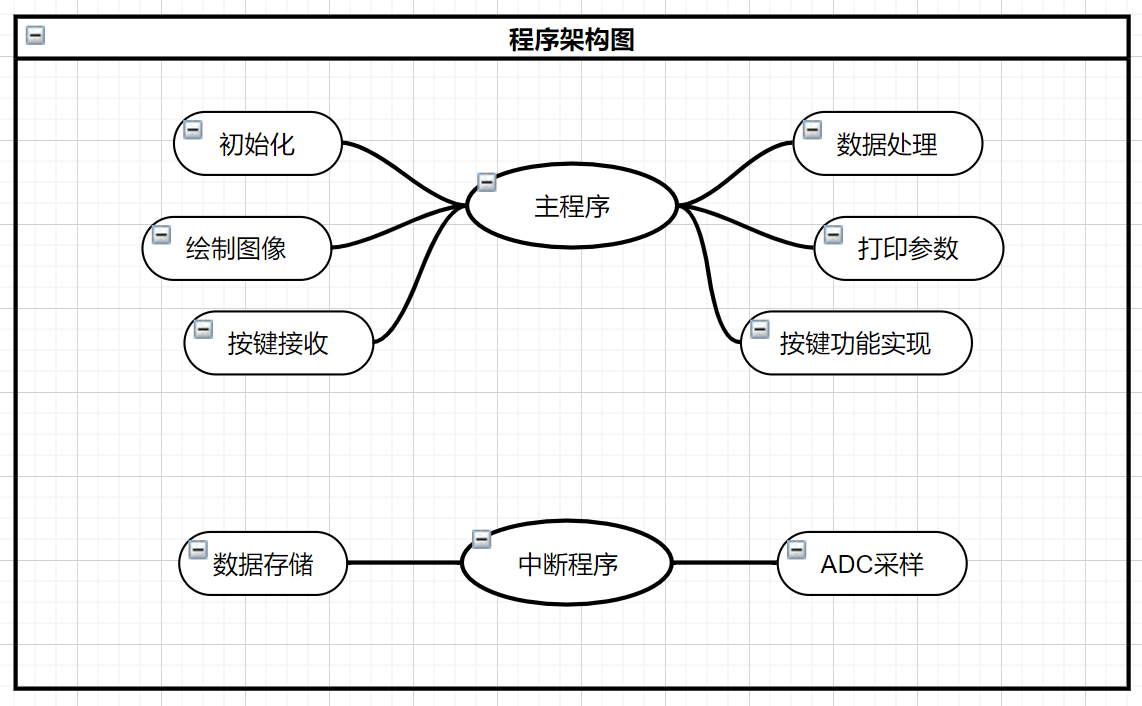 程序架构图
初始化
数据处理
主程序
绘制图像
打印参数
按键接收
按键功能实现
数据存储
中断程序
ADC采样